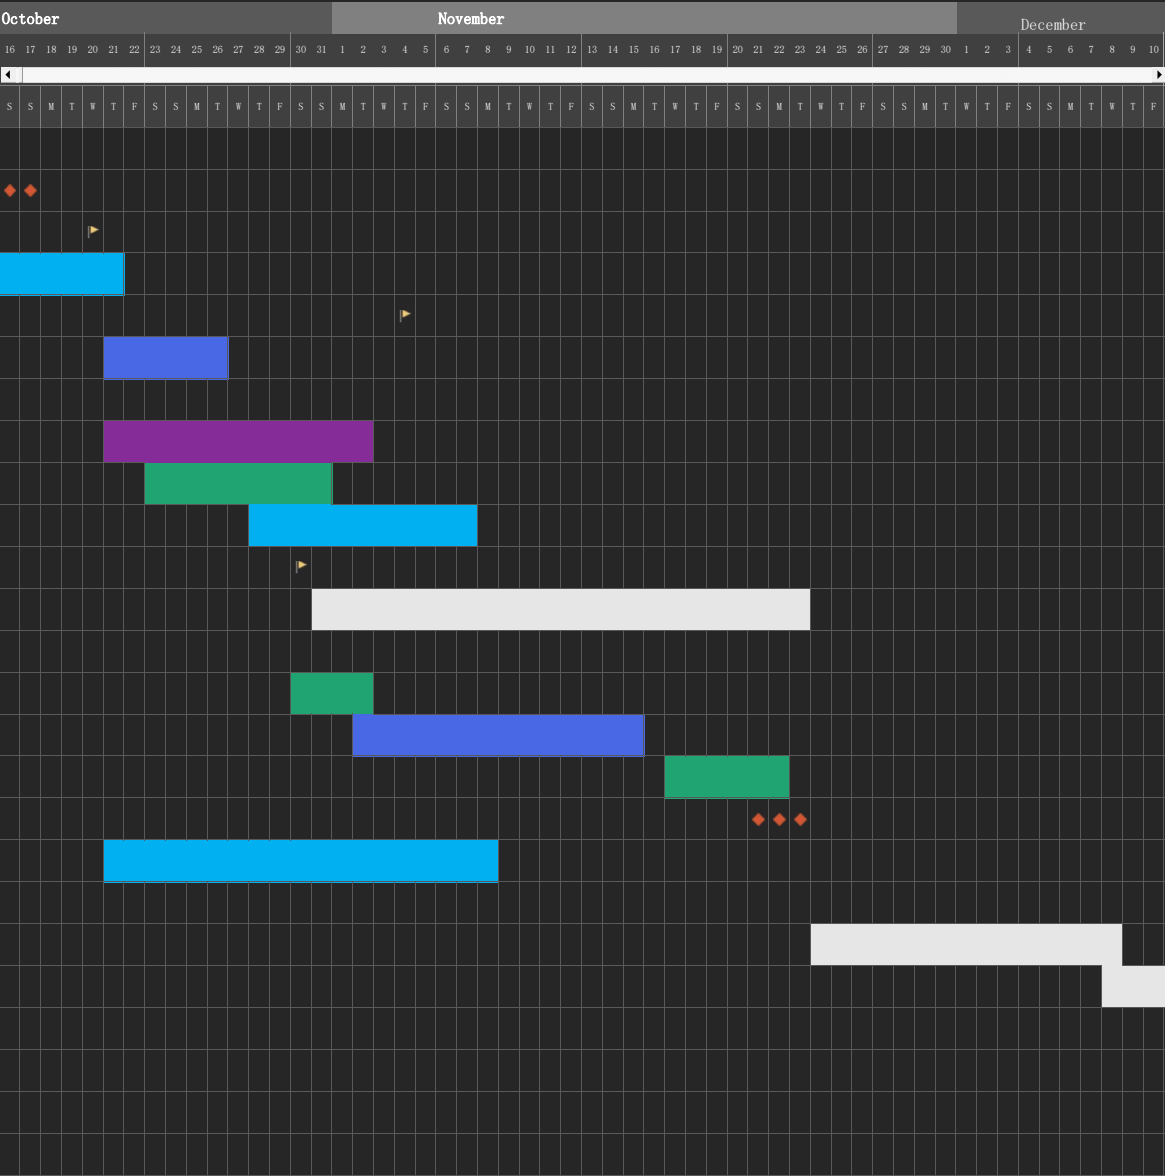 October November December
16 17 18 19 20 21 22 23 24 25 26 27 28 29 30 31 1 2 3 4 5 6 7 8 9 10 11 12 13 14 15 16 17 18 19 20 21 22 23 24 25 26 27 28 29 30 1 2 3 4 5 6 7 8 9 10
S S M T W T F S S M T W T F S S M T W T F S S M T W T F S S M T W T F S S M T W T F S S M T W T F S S M T W T F